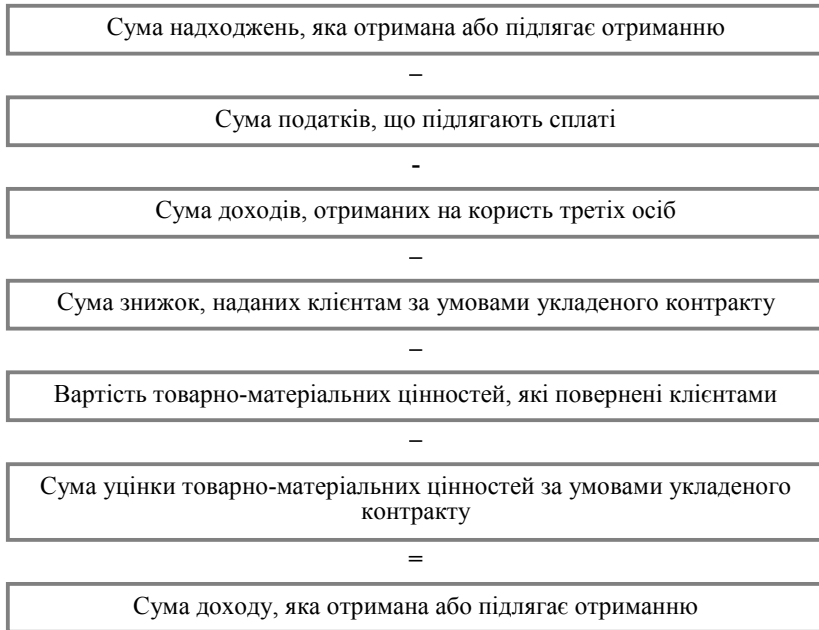 Сума надходжень, яка отримана або підлягає отриманню
–
Сума податків, що підлягають сплаті
-
Сума доходів, отриманих на користь третіх осіб
–
Сума знижок, наданих клієнтам за умовами укладеного контракту
–
Вартість товарно-матеріальних цінностей, які повернені клієнтами
–
Сума уцінки товарно-матеріальних цінностей за умовами укладеного
контракту
=
Сума доходу, яка отримана або підлягає отриманню